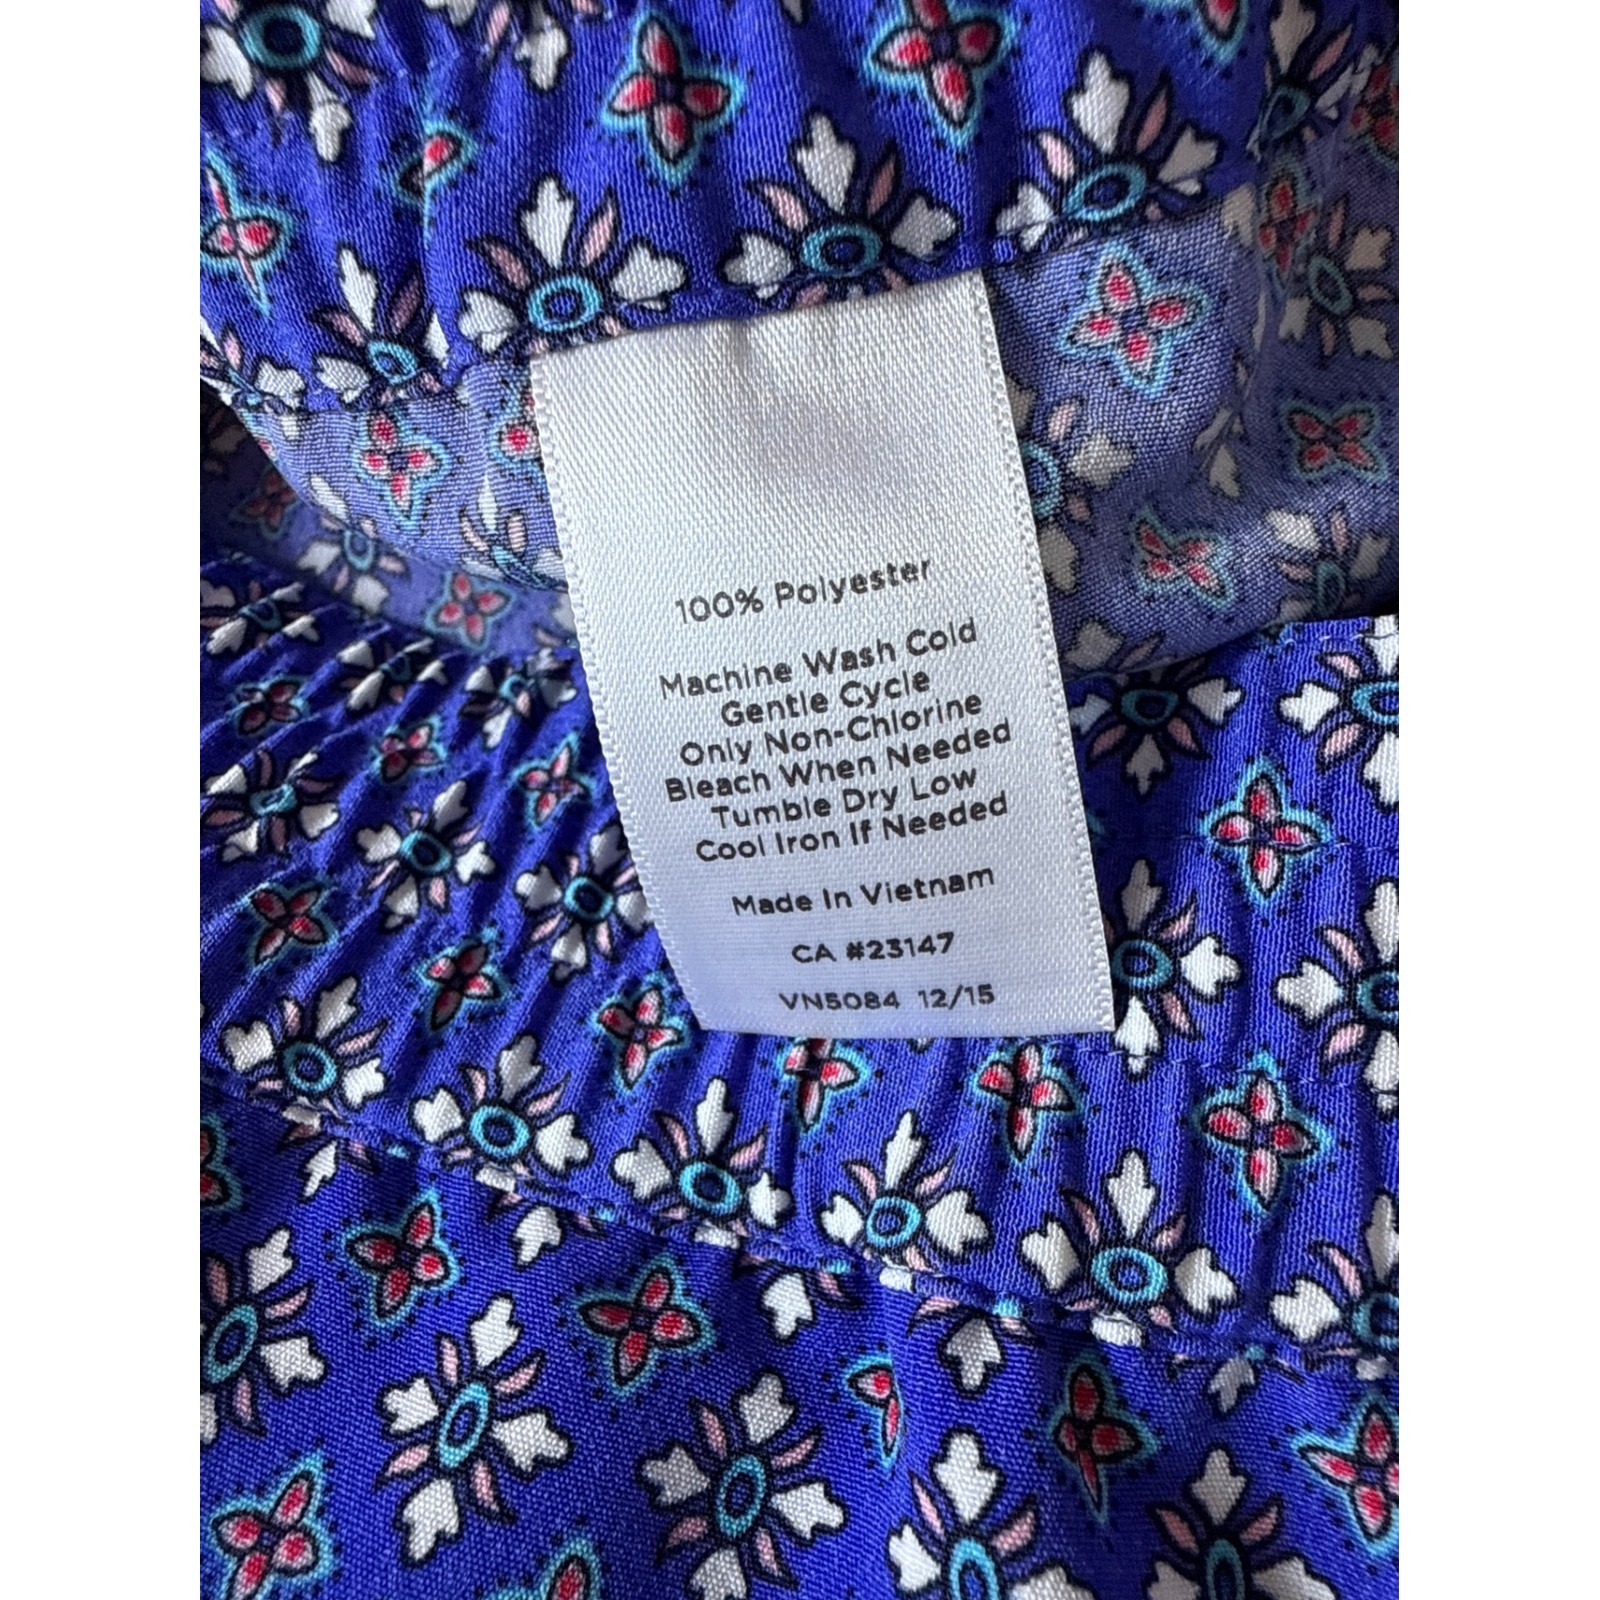 100% Polyester
Machine Wash Cold
Gentle Cycle
Only Non-Chlorine
Bleach When Needed
Tumble Dry Low
Cool Iron If Needed
Made In Vietnam
CA #23147
VN5084 12/15